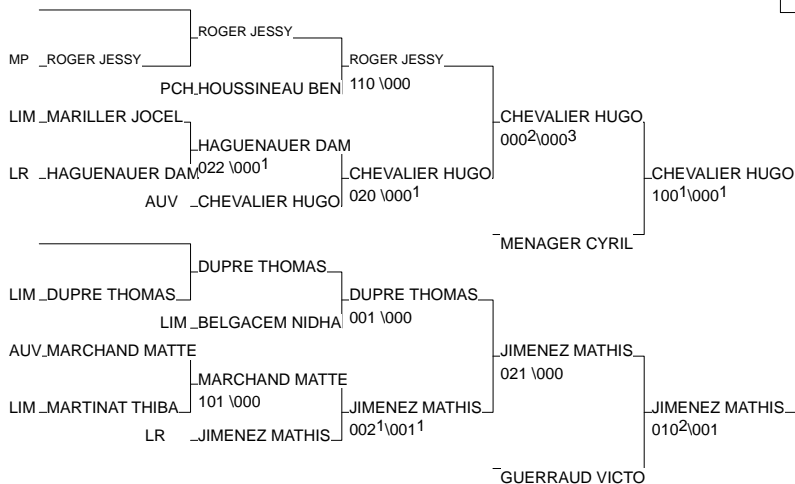 ROGER JESSY
MP ROGER JESSY
ROGER JESSY
PCH HOUSSINEAU BEN
110 \000
LIM MARILLER JOCEL
CHEVALIER HUGO
000²\000³
HAGUENAUER DAM
022 \000¹
LR HAGUENAUER DAM
CHEVALIER HUGO
020 \000¹
CHEVALIER HUGO
100¹\000¹
AUV CHEVALIER HUGO
MENAGER CYRIL
DUPRE THOMAS
LIM DUPRE THOMAS
DUPRE THOMAS
001 \000
LIM BELGACEM NIDHA
AUV MARCHAND MATTE
JIMENEZ MATHIS
021 \000
MARCHAND MATTE
101 \000
LIM MARTINAT THIBA
JIMENEZ MATHIS
002¹\001¹
JIMENEZ MATHIS
010²\001
LR JIMENEZ MATHIS
GUERRAUD VICTO